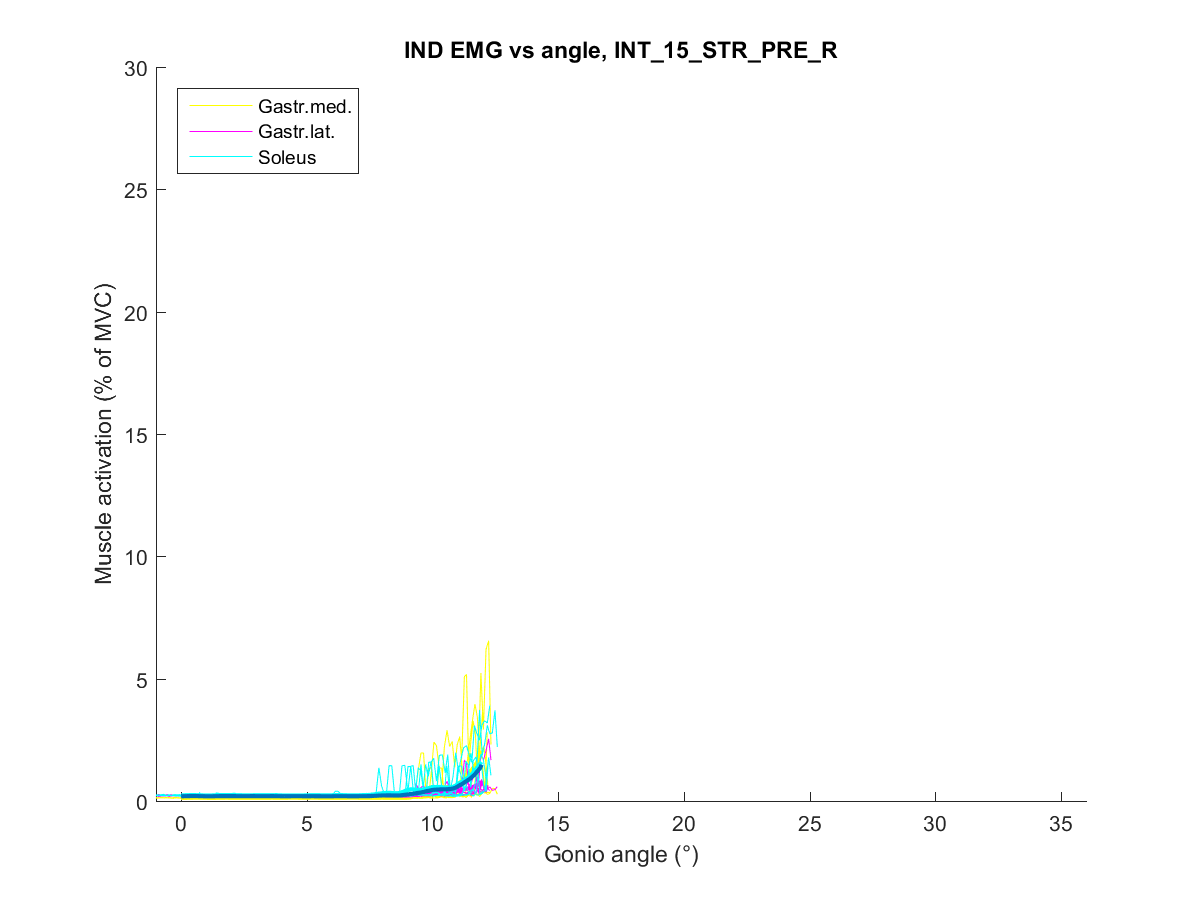 IND EMG vs angle, INT_15_STR_PRE_R
30
25
20
15
10
5
0
Gastr.med.
Gastr.lat.
Soleus
Muscle activation (% of MVC)
0 5 10 15 20 25 30 35
Gonio angle (°)